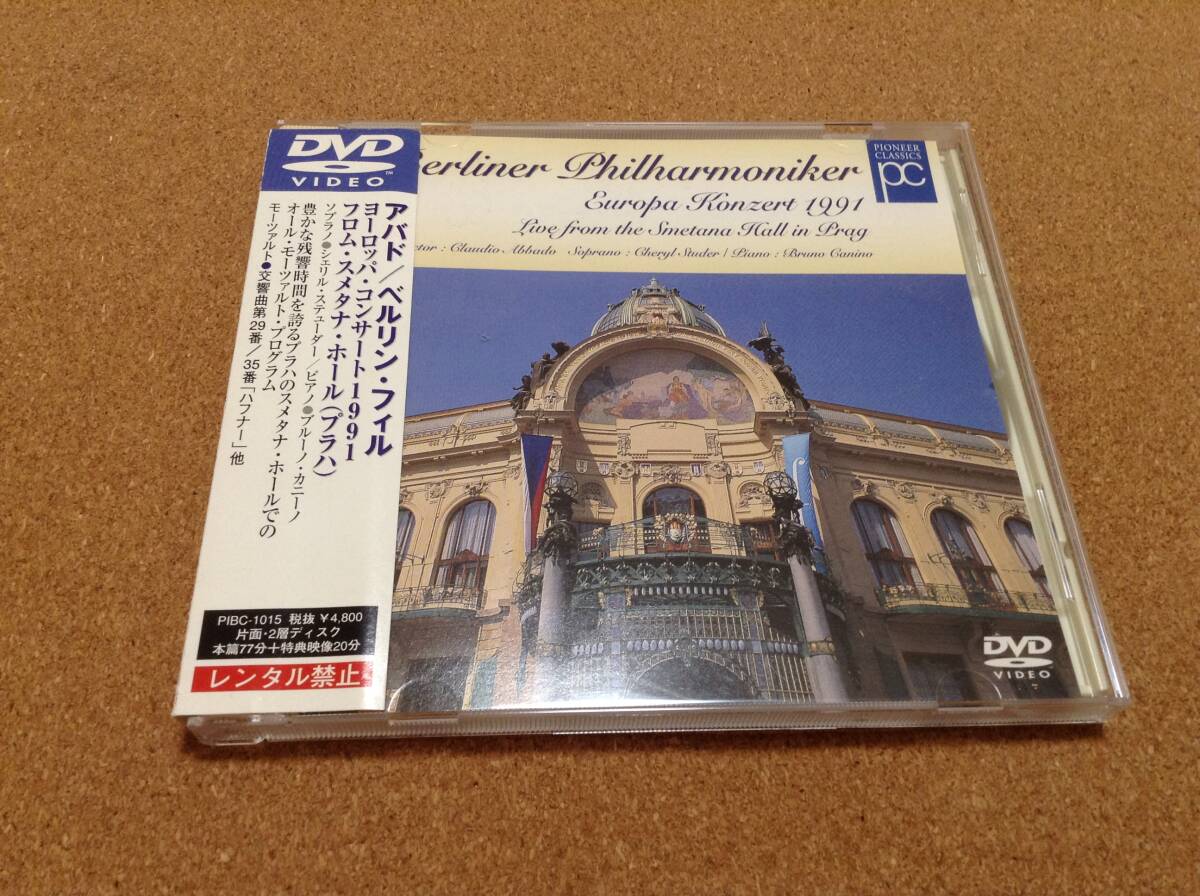 DVD
VIDEO
TM
アバド/ベルリン・フィル
ヨーロッパ・コンサート1991
フロム・スメタナ・ホール(プラハ)
ソプラノ●シェリル・ステューダー/ピアノ●ブルーノ・カニーノ
豊かな残響時間を誇るプラハのスメタナ・ホールでの
オール・モーツァルト・プログラム
モーツァルト●交響曲第29番/35番「ハフナー」他
PIBC-1015 税抜 ¥4,800
片面・2層ディスク
本篇77分+特典映像20分
レンタル禁止
erliner Philharmoniker
Europa Konzert 1991
Live from the Smetana Hall in Prag
ctor : Claudio Abbado Soprano : Cheryl Studer / Piano : Bruno Canino
PIONEER
CLASSICS
pc
DVD
VIDEO